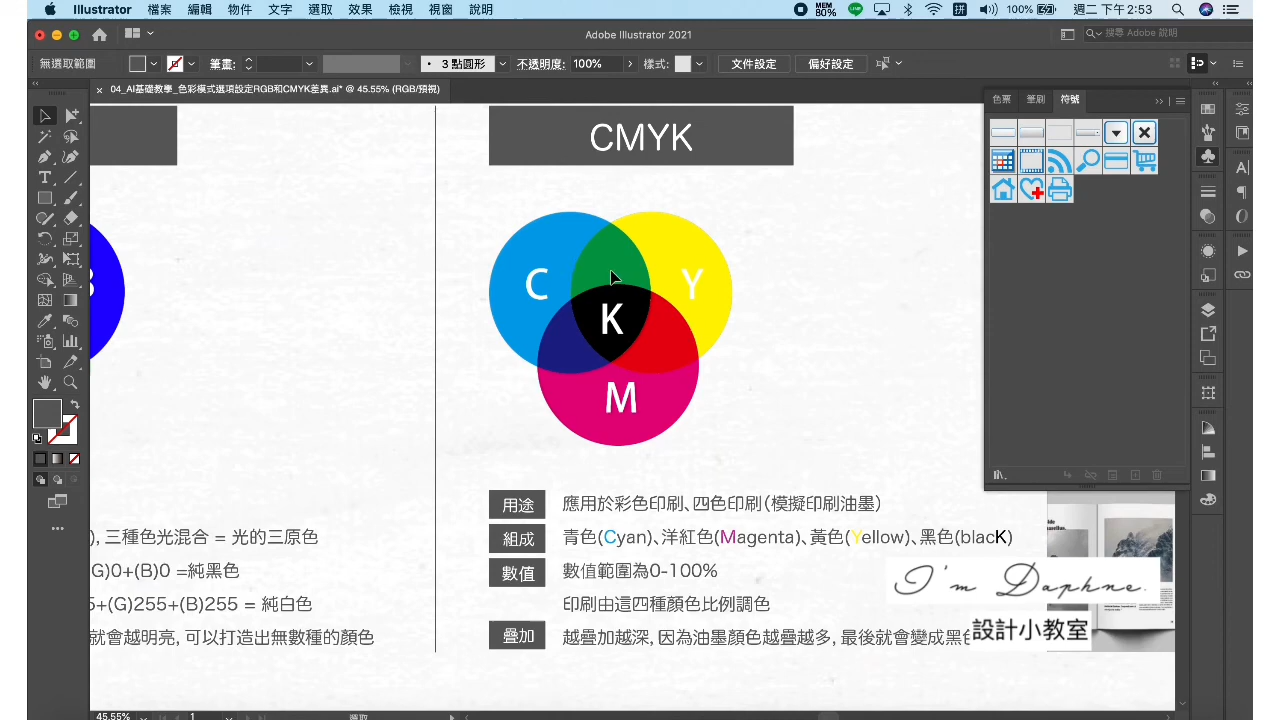 Illustrator 檔案 編輯 物件 文字 選取 效果 檢視 視窗 說明 MEM 80% LINE 拼 100% 週二 下午2:53
Adobe Illustrator 2021 搜尋 Adobe 說明
無選取範圍 筆畫: 3 點圓形 不透明度: 100% 樣式: 文件設定 偏好設定
× 04_AI基礎教學_色彩模式選項設定RGB和CMYK差異.ai* @ 45.55% (RGB/預視)
色票 筆刷 符號
CMYK
C
Y
K
M
用途 應用於彩色印刷、四色印刷(模擬印刷油墨)
), 三種色光混合 = 光的三原色
組成 青色(Cyan)、洋紅色(Magenta)、黃色(Yellow)、黑色(blacK)
G)0+(B)0 =純黑色
數值 數值範圍為0-100%
5+(G)255+(B)255 = 純白色
印刷由這四種顏色比例調色
就會越明亮, 可以打造出無數種的顏色
疊加 越疊加越深, 因為油墨顏色越疊越多, 最後就會變成黑色
I'm Daphne.
設計小教室
45.55% 1 選取